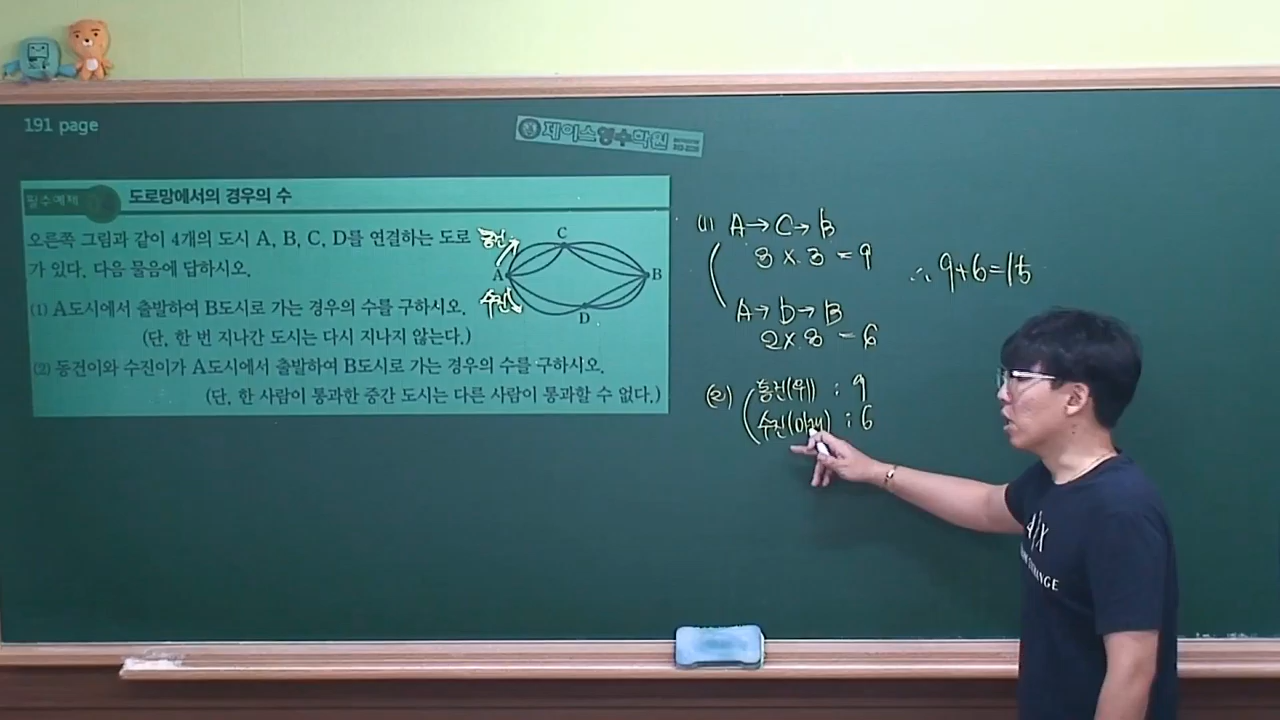 191 page
제이스영수학원
필수예제
도로망에서의 경우의 수
오른쪽 그림과 같이 4개의 도시 A, B, C, D를 연결하는 도로
가 있다. 다음 물음에 답하시오.
(1) A도시에서 출발하여 B도시로 가는 경우의 수를 구하시오.
(단, 한 번 지나간 도시는 다시 지나지 않는다.)
(2) 동건이와 수진이가 A도시에서 출발하여 B도시로 가는 경우의 수를 구하시오.
(단, 한 사람이 통과한 중간 도시는 다른 사람이 통과할 수 없다.)
동건
C
A
B
수진
D
(1) A→C→B
3×3=9
A→D→B
2×3=6
∴ 9+6=15
(2) 동건(위) : 9
수진(아래) : 6
A|X